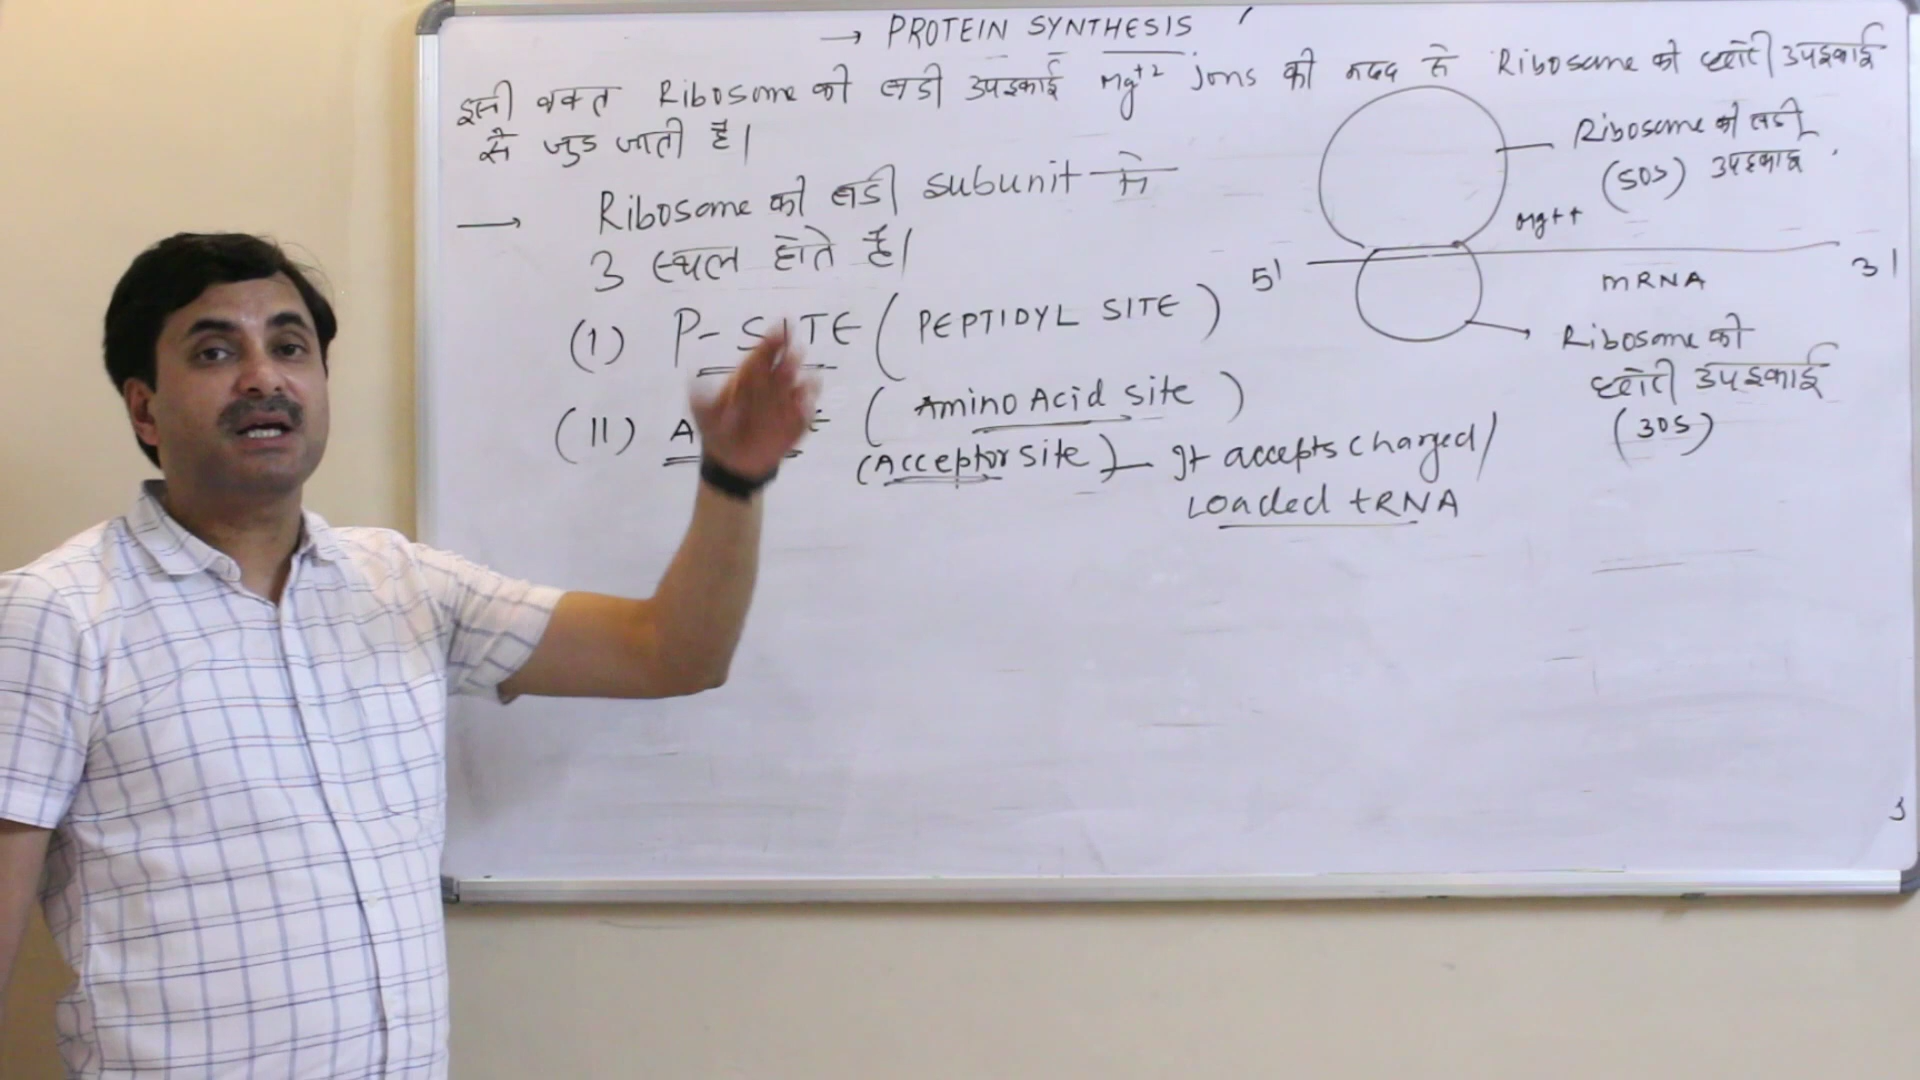 → PROTEIN SYNTHESIS
इसी वक्त Ribosome की बडी उपइकाई Mg+2 ions की मदद से Ribosome की छोटी उपइकाई
से जुड जाती है।
→ Ribosome की बडी subunit में
3 स्थल होते हैं।
(I) P-SITE (PEPTIDYL SITE)
(II) A E (Amino Acid site)
(Acceptor site) It accepts charged/
Loaded tRNA
Ribosome की बडी
(50S) उपइकाई
Mg++
5' 3'
mRNA
Ribosome की
छोटी उपइकाई
(30S)